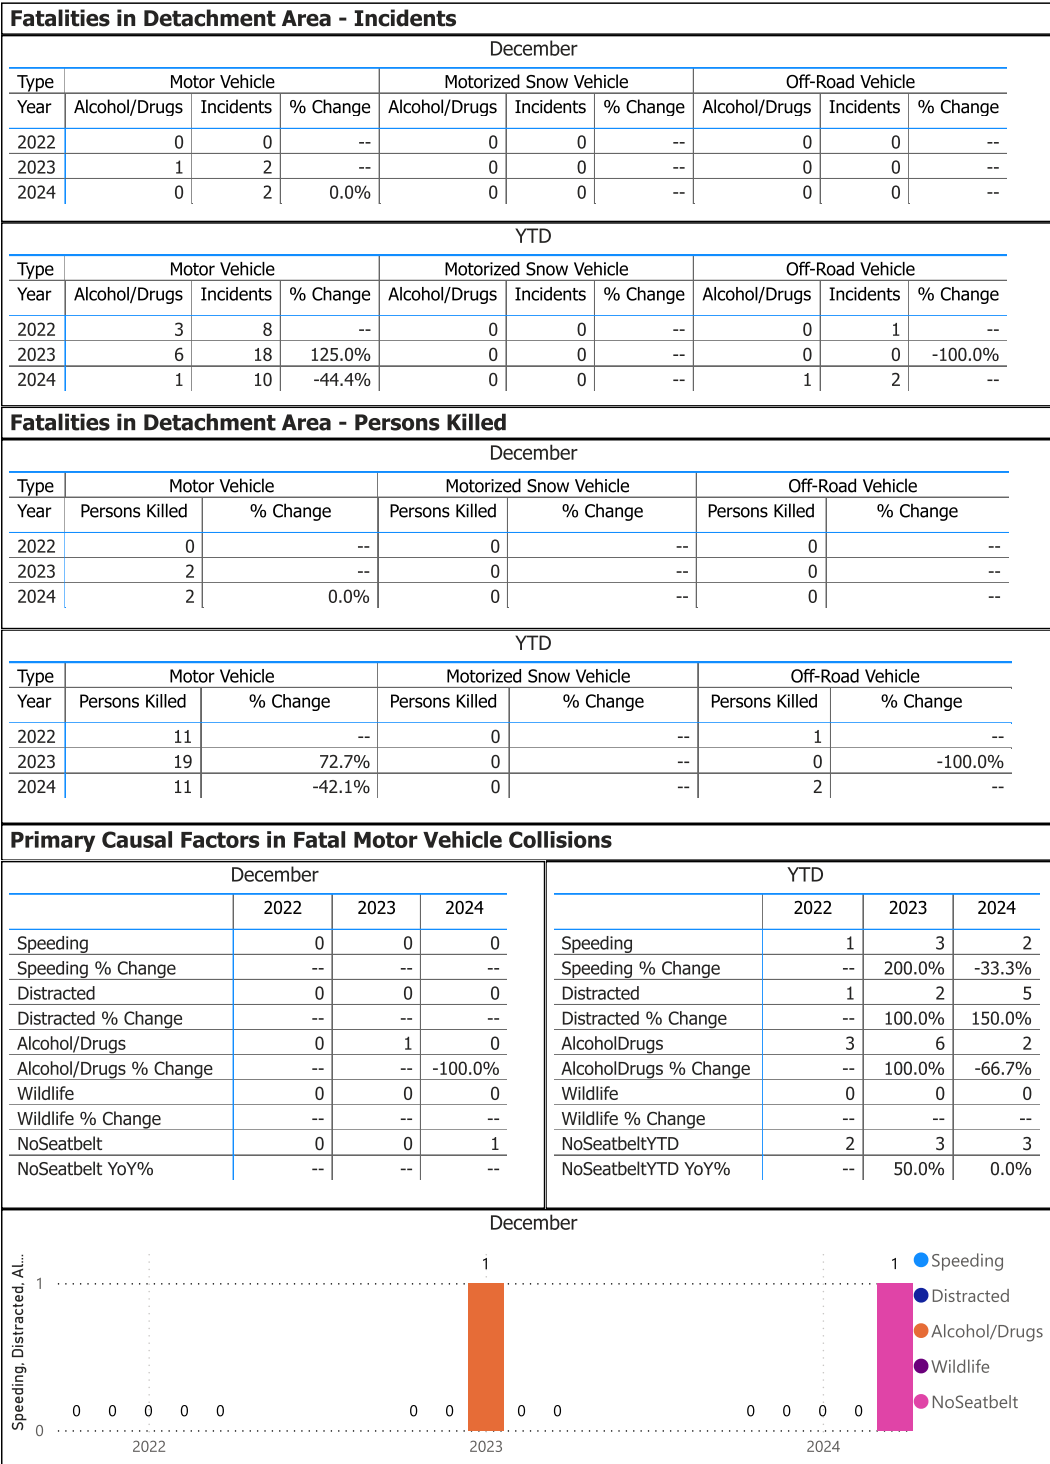 Fatalities in Detachment Area - Incidents
December
Type Motor Vehicle Motorized Snow Vehicle Off-Road Vehicle
Year Alcohol/Drugs Incidents % Change Alcohol/Drugs Incidents % Change Alcohol/Drugs Incidents % Change
2022 0 0 -- 0 0 -- 0 0 --
2023 1 2 -- 0 0 -- 0 0 --
2024 0 2 0.0% 0 0 -- 0 0 --
YTD
Type Motor Vehicle Motorized Snow Vehicle Off-Road Vehicle
Year Alcohol/Drugs Incidents % Change Alcohol/Drugs Incidents % Change Alcohol/Drugs Incidents % Change
2022 3 8 -- 0 0 -- 0 1 --
2023 6 18 125.0% 0 0 -- 0 0 -100.0%
2024 1 10 -44.4% 0 0 -- 1 2 --
Fatalities in Detachment Area - Persons Killed
December
Type Motor Vehicle Motorized Snow Vehicle Off-Road Vehicle
Year Persons Killed % Change Persons Killed % Change Persons Killed % Change
2022 0 -- 0 -- 0 --
2023 2 -- 0 -- 0 --
2024 2 0.0% 0 -- 0 --
YTD
Type Motor Vehicle Motorized Snow Vehicle Off-Road Vehicle
Year Persons Killed % Change Persons Killed % Change Persons Killed % Change
2022 11 -- 0 -- 1 --
2023 19 72.7% 0 -- 0 -100.0%
2024 11 -42.1% 0 -- 2 --
Primary Causal Factors in Fatal Motor Vehicle Collisions
December
2022 2023 2024
Speeding 0 0 0
Speeding % Change -- -- --
Distracted 0 0 0
Distracted % Change -- -- --
Alcohol/Drugs 0 1 0
Alcohol/Drugs % Change -- -- -100.0%
Wildlife 0 0 0
Wildlife % Change -- -- --
NoSeatbelt 0 0 1
NoSeatbelt YoY% -- -- --
YTD
2022 2023 2024
Speeding 1 3 2
Speeding % Change -- 200.0% -33.3%
Distracted 1 2 5
Distracted % Change -- 100.0% 150.0%
AlcoholDrugs 3 6 2
AlcoholDrugs % Change -- 100.0% -66.7%
Wildlife 0 0 0
Wildlife % Change -- -- --
NoSeatbeltYTD 2 3 3
NoSeatbeltYTD YoY% -- 50.0% 0.0%
December
Speeding, Distracted, Al...
1 1
1
0 0 0 0 0 0 0 0 0 0 0 0 0
0
2022 2023 2024
Speeding
Distracted
Alcohol/Drugs
Wildlife
NoSeatbelt